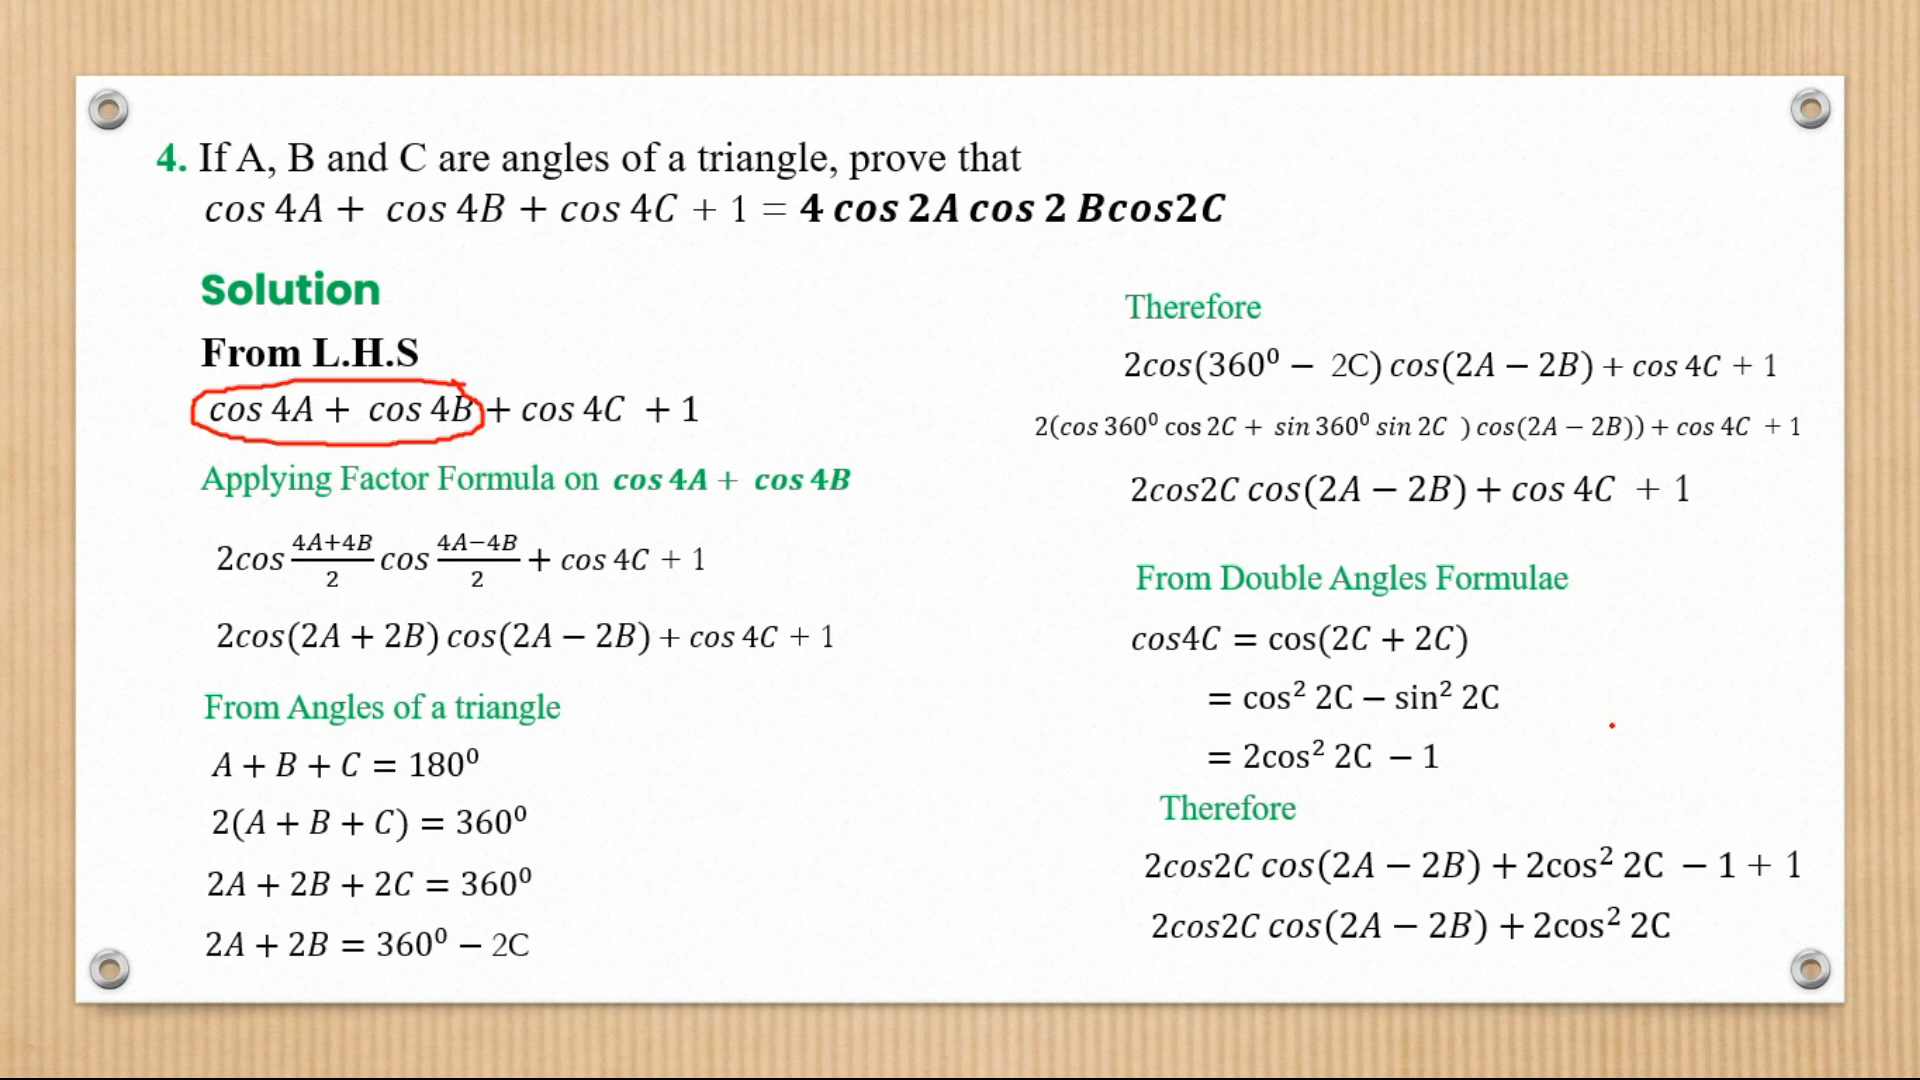 4. If A, B and C are angles of a triangle, prove that
cos 4A + cos 4B + cos 4C + 1 = 4 cos 2A cos 2 Bcos2C
Solution
From L.H.S
cos 4A + cos 4B + cos 4C + 1
Applying Factor Formula on cos 4A + cos 4B
2cos (4A+4B)/2 cos (4A−4B)/2 + cos 4C + 1
2cos(2A + 2B) cos(2A − 2B) + cos 4C + 1
From Angles of a triangle
A + B + C = 180⁰
2(A + B + C) = 360⁰
2A + 2B + 2C = 360⁰
2A + 2B = 360⁰ − 2C
Therefore
2cos(360⁰ − 2C) cos(2A − 2B) + cos 4C + 1
2(cos 360⁰ cos 2C + sin 360⁰ sin 2C ) cos(2A − 2B)) + cos 4C + 1
2cos2C cos(2A − 2B) + cos 4C + 1
From Double Angles Formulae
cos4C = cos(2C + 2C)
= cos² 2C − sin² 2C
= 2cos² 2C − 1
Therefore
2cos2C cos(2A − 2B) + 2cos² 2C − 1 + 1
2cos2C cos(2A − 2B) + 2cos² 2C